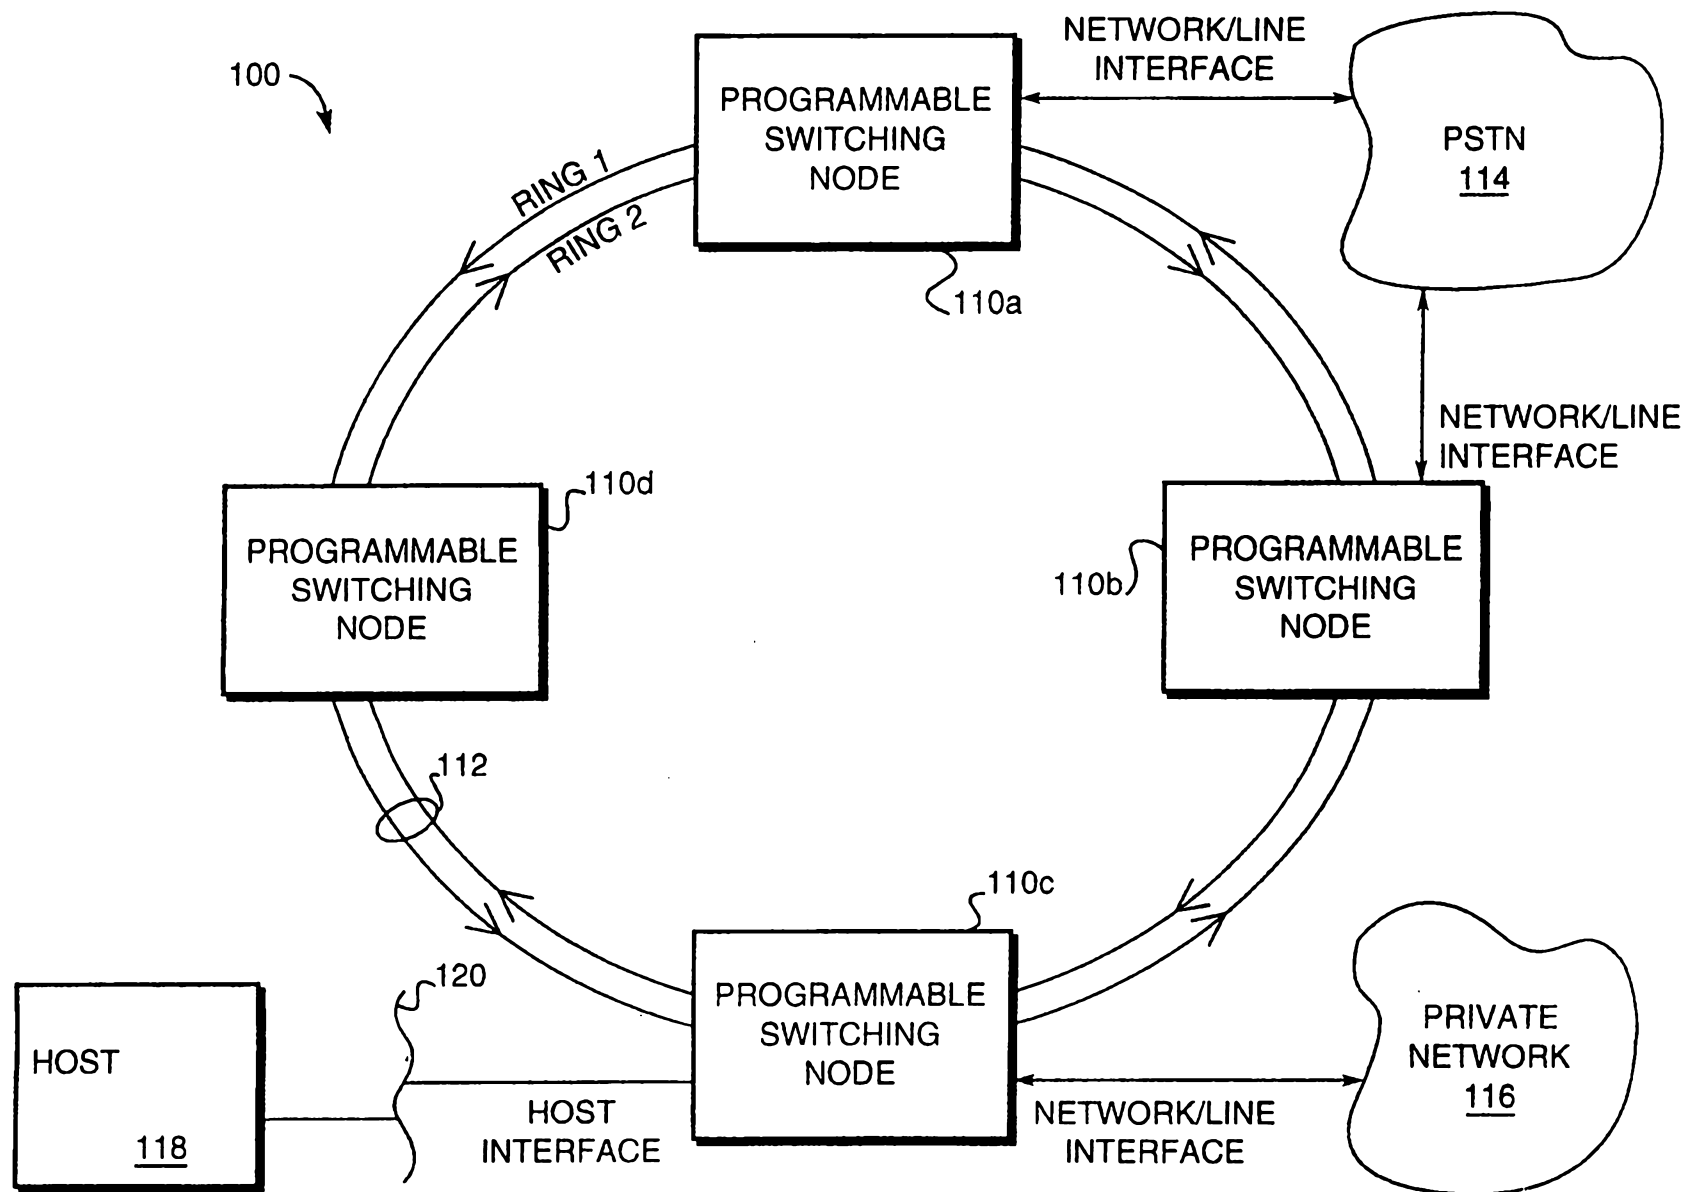 NETWORK/LINE
INTERFACE
100
PROGRAMMABLE
SWITCHING
NODE
PSTN
114
RING 1
RING 2
110a
NETWORK/LINE
INTERFACE
110d
PROGRAMMABLE
SWITCHING
NODE
110b
PROGRAMMABLE
SWITCHING
NODE
112
110c
120
PROGRAMMABLE
SWITCHING
NODE
PRIVATE
NETWORK
116
HOST
118
HOST
INTERFACE
NETWORK/LINE
INTERFACE